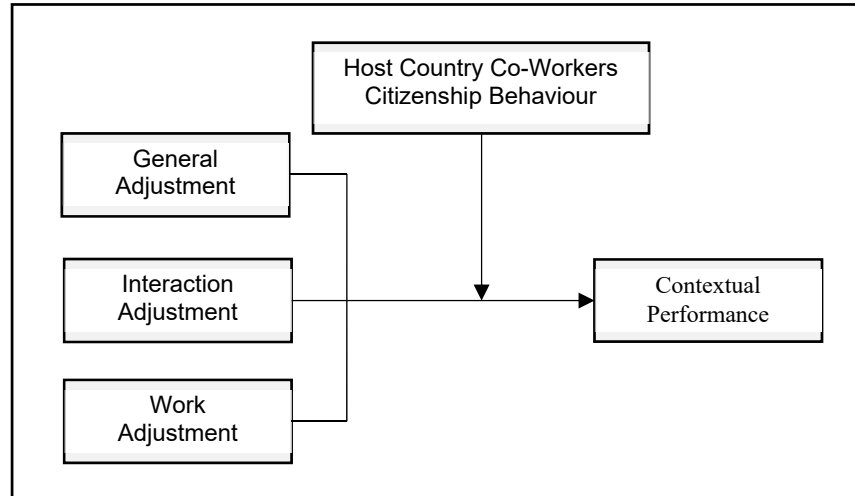 Host Country Co-Workers
Citizenship Behaviour
General
Adjustment
Interaction
Adjustment
Contextual
Performance
Work
Adjustment